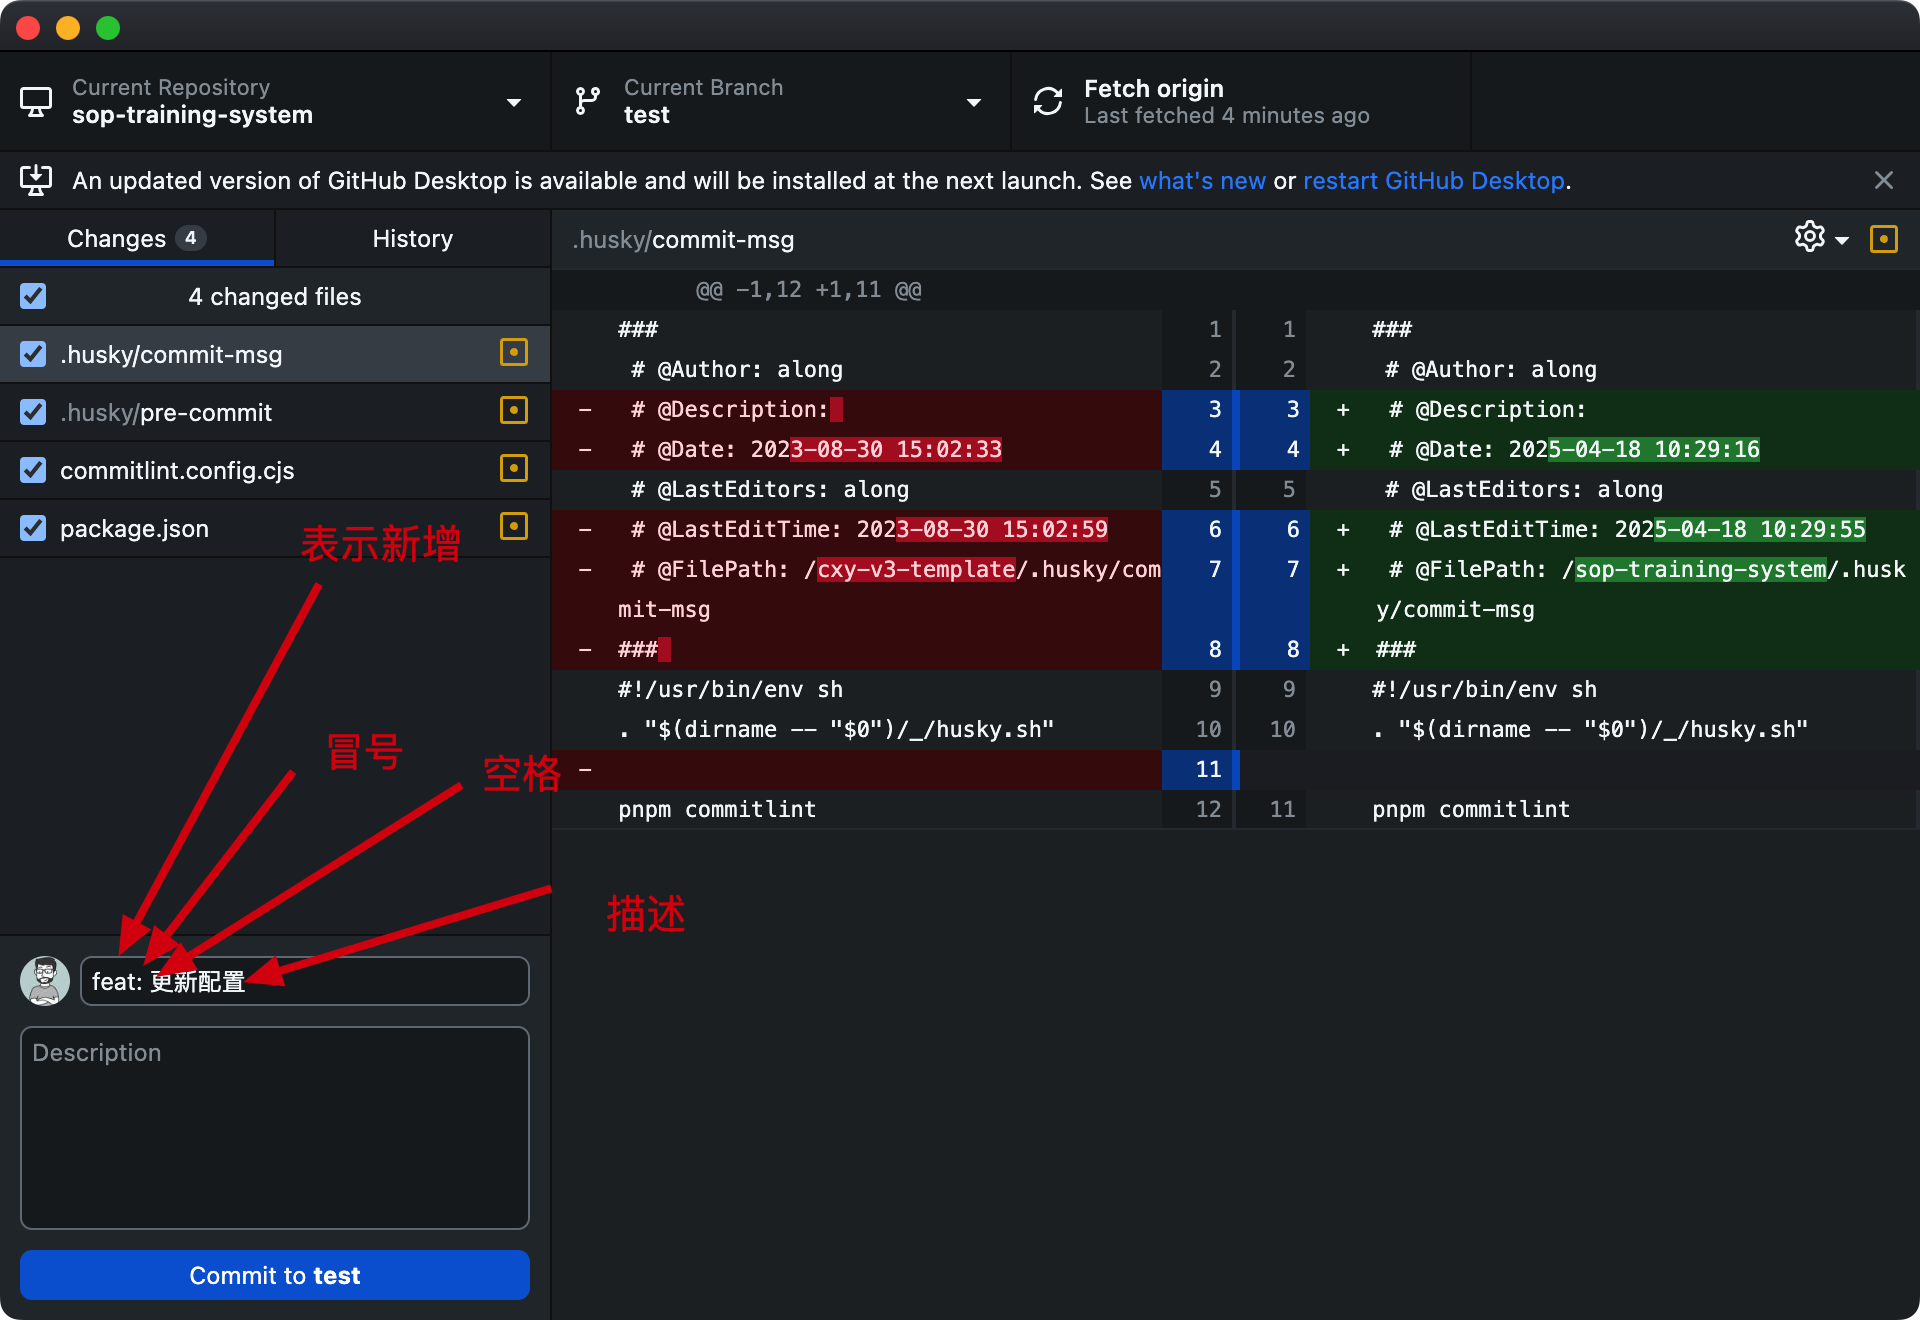 Current Repository
sop-training-system
Current Branch
test
Fetch origin
Last fetched 4 minutes ago
An updated version of GitHub Desktop is available and will be installed at the next launch. See what's new or restart GitHub Desktop.
Changes 4
History
.husky/commit-msg
4 changed files
.husky/commit-msg
.husky/pre-commit
commitlint.config.cjs
package.json
@@ -1,12 +1,11 @@
### 1 1 ###
# @Author: along 2 2 # @Author: along
- # @Description: 3 3 + # @Description:
- # @Date: 2023-08-30 15:02:33 4 4 + # @Date: 2025-04-18 10:29:16
# @LastEditors: along 5 5 # @LastEditors: along
- # @LastEditTime: 2023-08-30 15:02:59 6 6 + # @LastEditTime: 2025-04-18 10:29:55
- # @FilePath: /cxy-v3-template/.husky/com 7 7 + # @FilePath: /sop-training-system/.husk
mit-msg y/commit-msg
- ### 8 8 + ###
#!/usr/bin/env sh 9 9 #!/usr/bin/env sh
. "$(dirname -- "$0")/_/husky.sh" 10 10 . "$(dirname -- "$0")/_/husky.sh"
- 11
pnpm commitlint 12 11 pnpm commitlint
表示新增
冒号
空格
描述
feat: 更新配置
Description
Commit to test